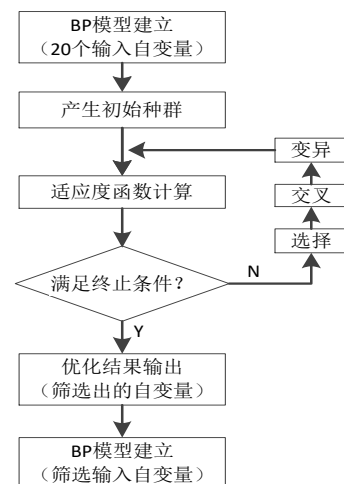 BP模型建立
（20个输入自变量）
产生初始种群
变异
适应度函数计算
交叉
选择
满足终止条件？
N
Y
优化结果输出
（筛选出的自变量）
BP模型建立
（筛选输入自变量）